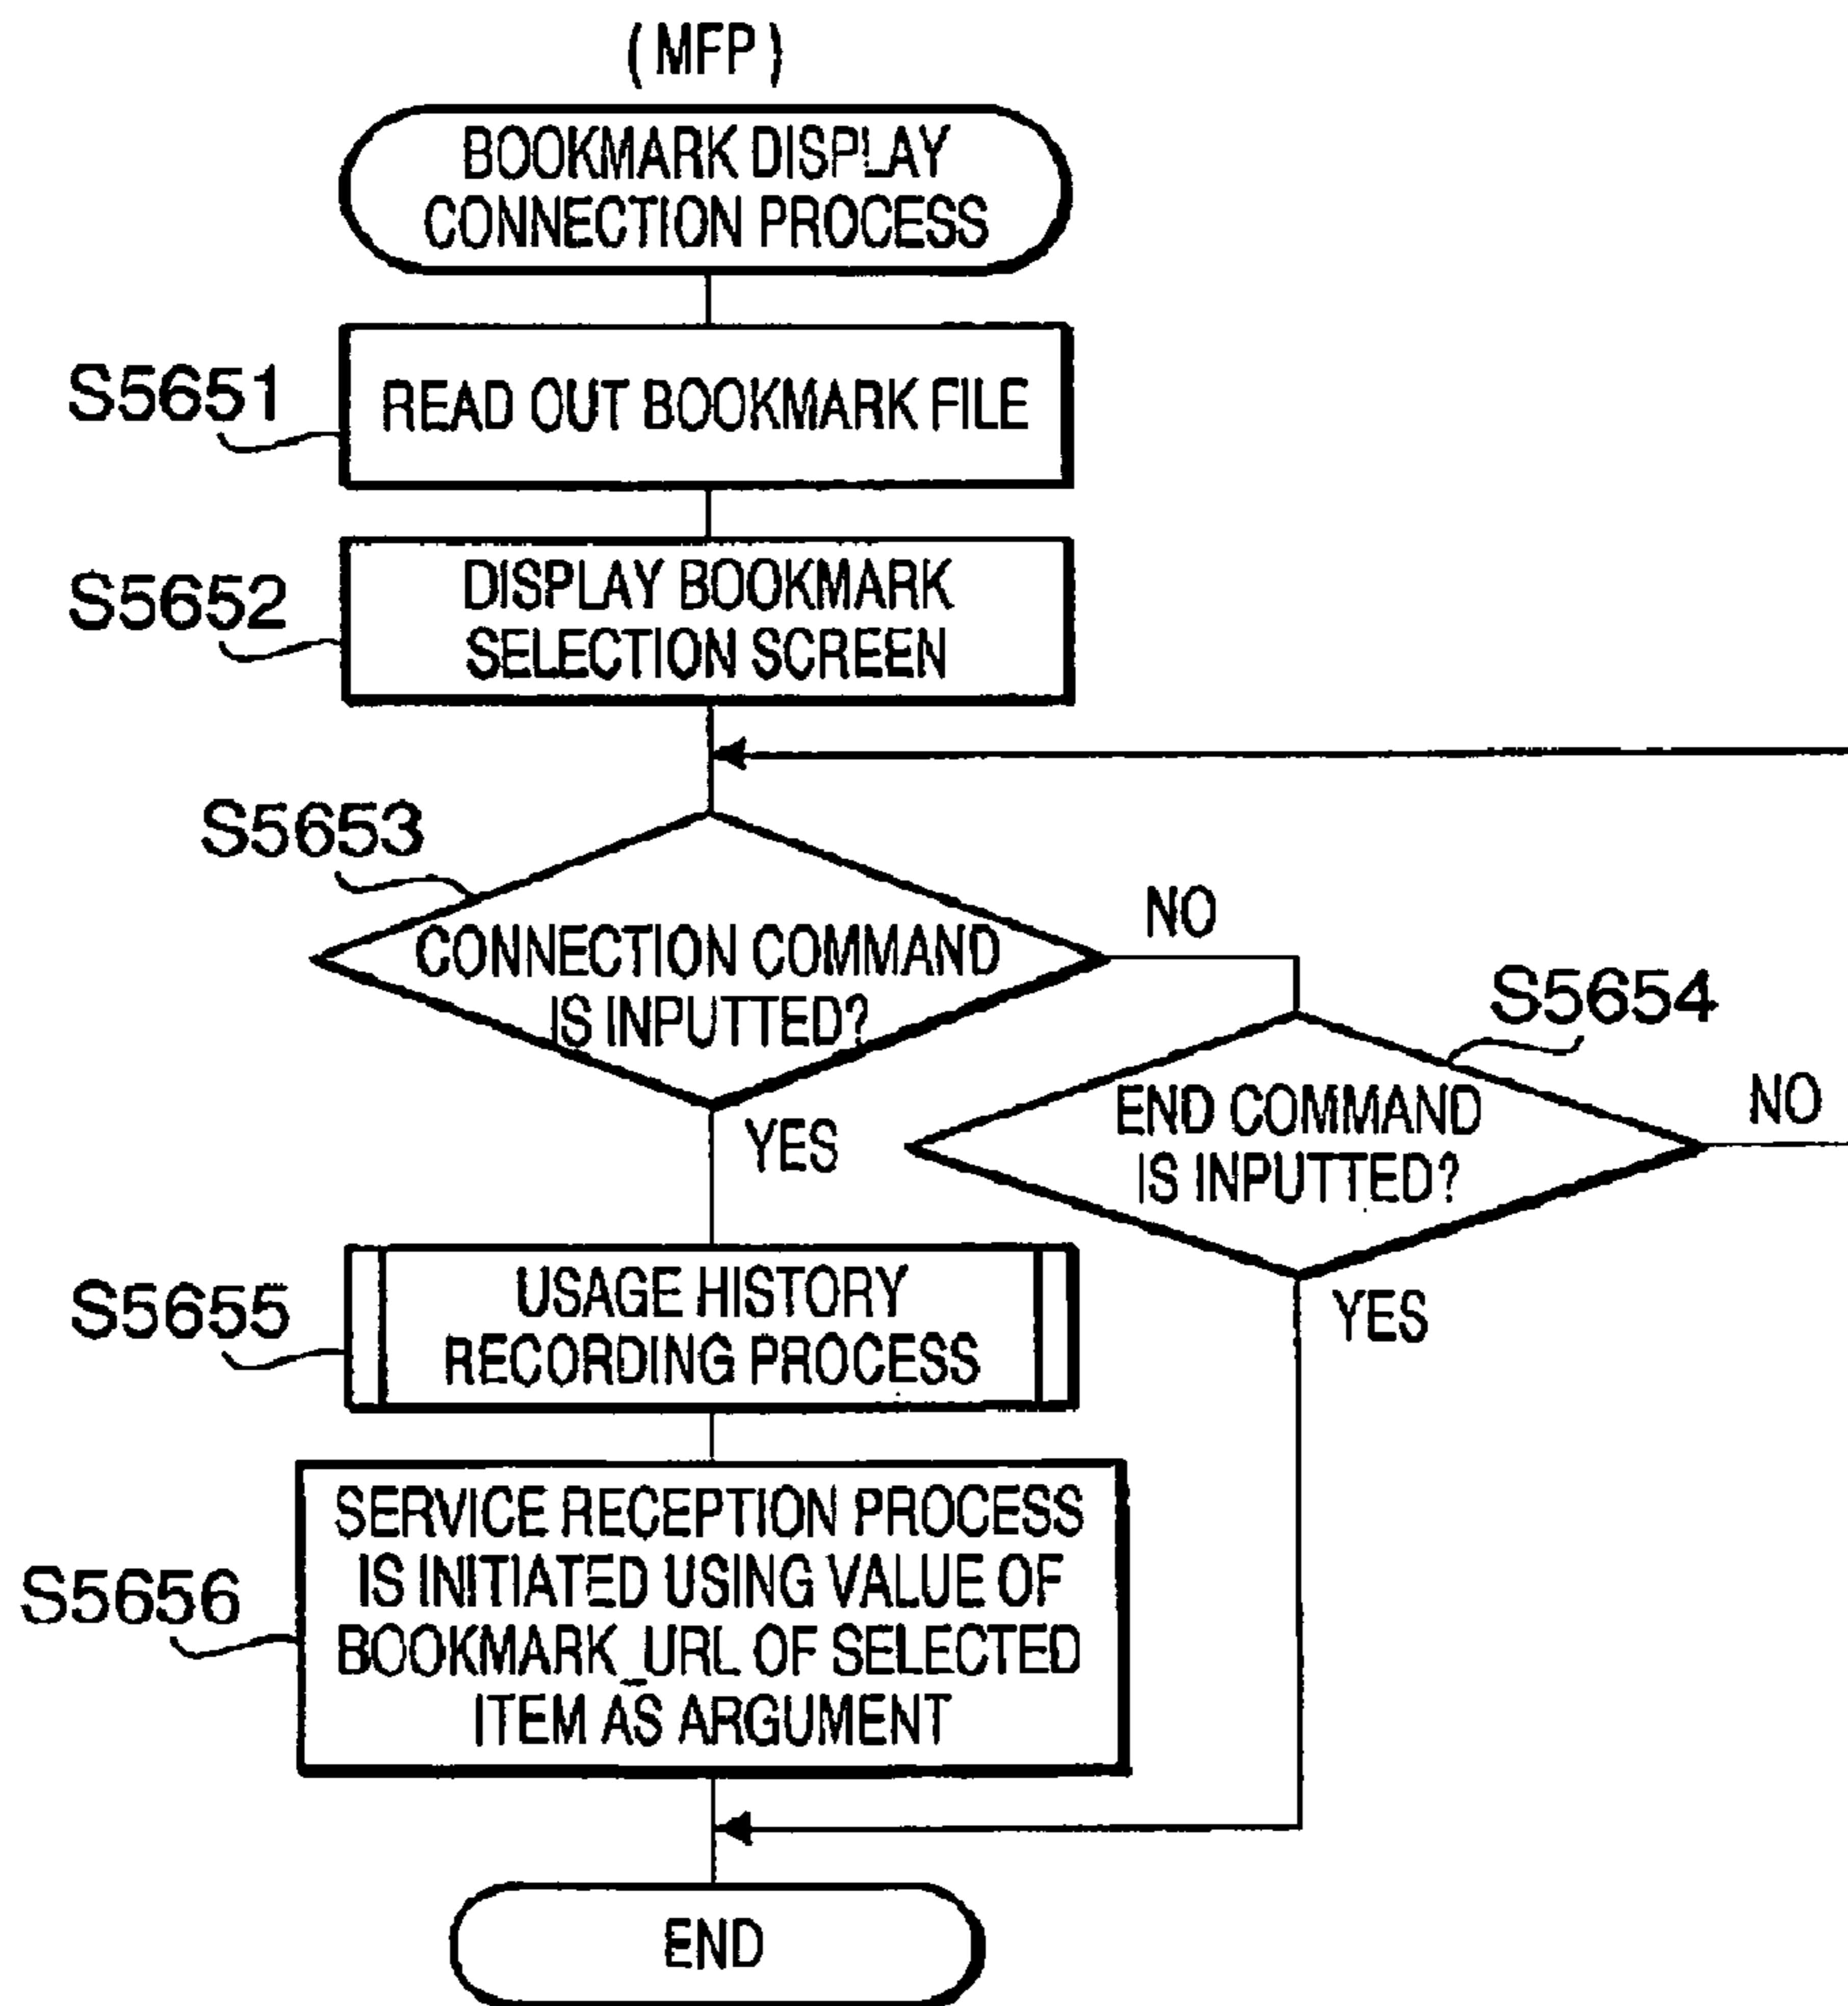 (MFP)
BOOKMARK DISPLAY
CONNECTION PROCESS
S5651
READ OUT BOOKMARK FILE
S5652
DISPLAY BOOKMARK
SELECTION SCREEN
S5653
CONNECTION COMMAND
IS INPUTTED?
NO
YES
S5654
END COMMAND
IS INPUTTED?
NO
YES
S5655
USAGE HISTORY
RECORDING PROCESS
S5656
SERVICE RECEPTION PROCESS
IS INITIATED USING VALUE OF
BOOKMARK_URL OF SELECTED
ITEM AS ARGUMENT
END